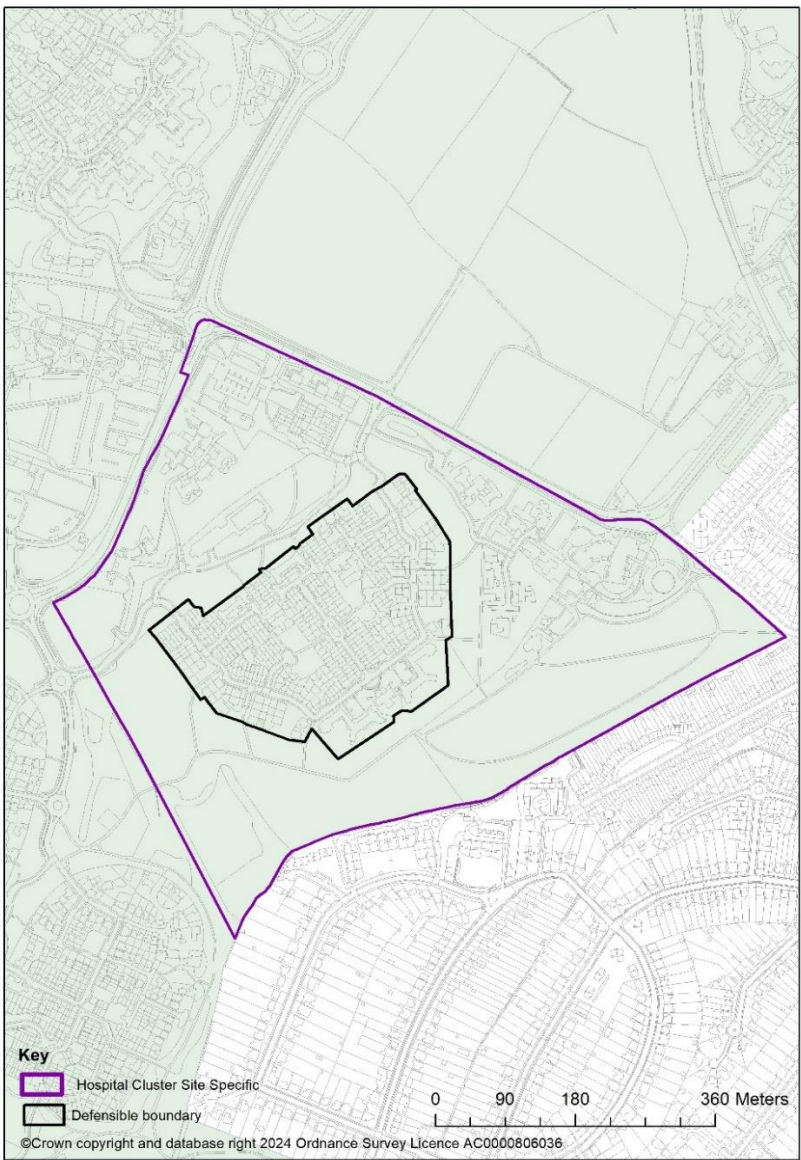 Key
Hospital Cluster Site Specific
Defensible boundary
0 90 180 360 Meters
©Crown copyright and database right 2024 Ordnance Survey Licence AC0000806036